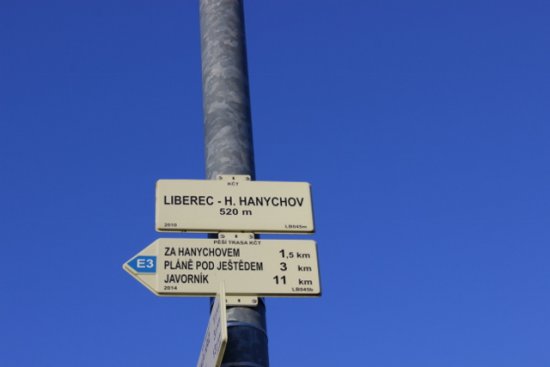 KČT
LIBEREC - H. HANYCHOV
520 m
2010 LB045m
PĚŠÍ TRASA KČT
E3
ZA HANYCHOVEM 1,5 km
PLÁNĚ POD JEŠTĚDEM 3 km
JAVORNÍK 11 km
2014 LB045b